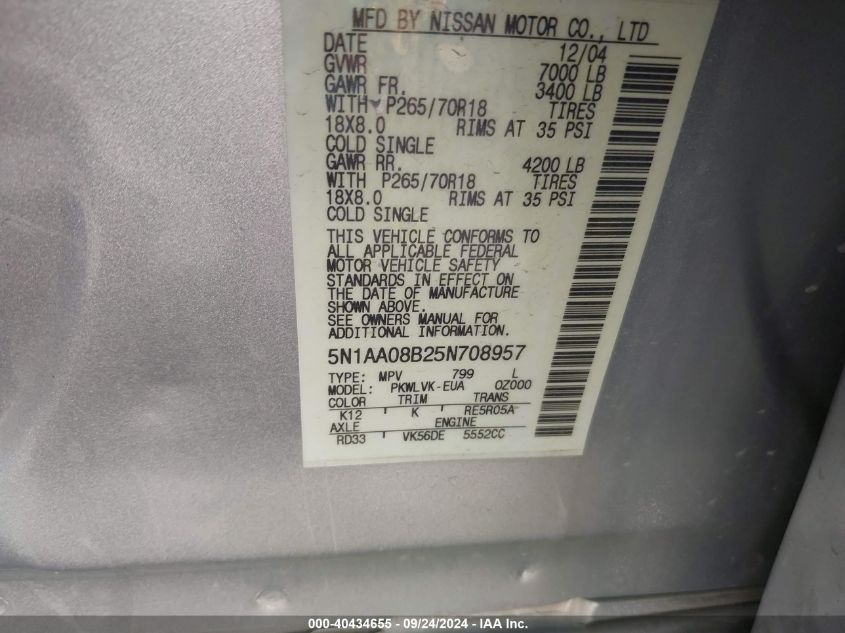 MFD BY NISSAN MOTOR CO., LTD
DATE 12/04
GVWR 7000 LB
GAWR FR. 3400 LB
WITH P265/70R18 TIRES
18X8.0 RIMS AT 35 PSI
COLD SINGLE
GAWR RR. 4200 LB
WITH P265/70R18 TIRES
18X8.0 RIMS AT 35 PSI
COLD SINGLE
THIS VEHICLE CONFORMS TO
ALL APPLICABLE FEDERAL
MOTOR VEHICLE SAFETY
STANDARDS IN EFFECT ON
THE DATE OF MANUFACTURE
SHOWN ABOVE.
SEE OWNERS MANUAL FOR
ADDITIONAL INFORMATION.
5N1AA08B25N708957
TYPE: MPV 799 L
MODEL: PKWLVK-EUA 0Z000
COLOR TRIM TRANS
K12 K RE5R05A
AXLE ENGINE
RD33 VK56DE 5552CC
000-40434655 - 09/24/2024 - IAA Inc.